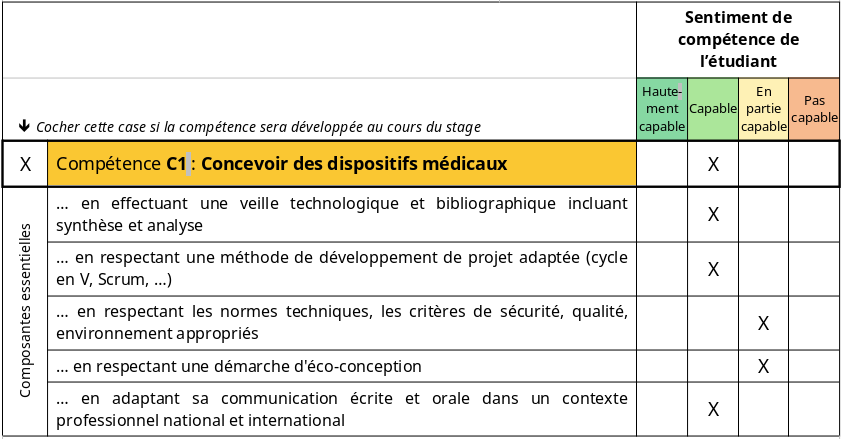 Sentiment de
compétence de
l’étudiant
Haute-
ment
capable
Capable
En
partie
capable
Pas
capable
🡻 Cocher cette case si la compétence sera développée au cours du stage
X Compétence C1 : Concevoir des dispositifs médicaux X
Composantes essentielles
... en effectuant une veille technologique et bibliographique incluant
synthèse et analyse
X
... en respectant une méthode de développement de projet adaptée (cycle
en V, Scrum, ...)
X
... en respectant les normes techniques, les critères de sécurité, qualité,
environnement appropriés
X
... en respectant une démarche d'éco-conception X
... en adaptant sa communication écrite et orale dans un contexte
professionnel national et international
X